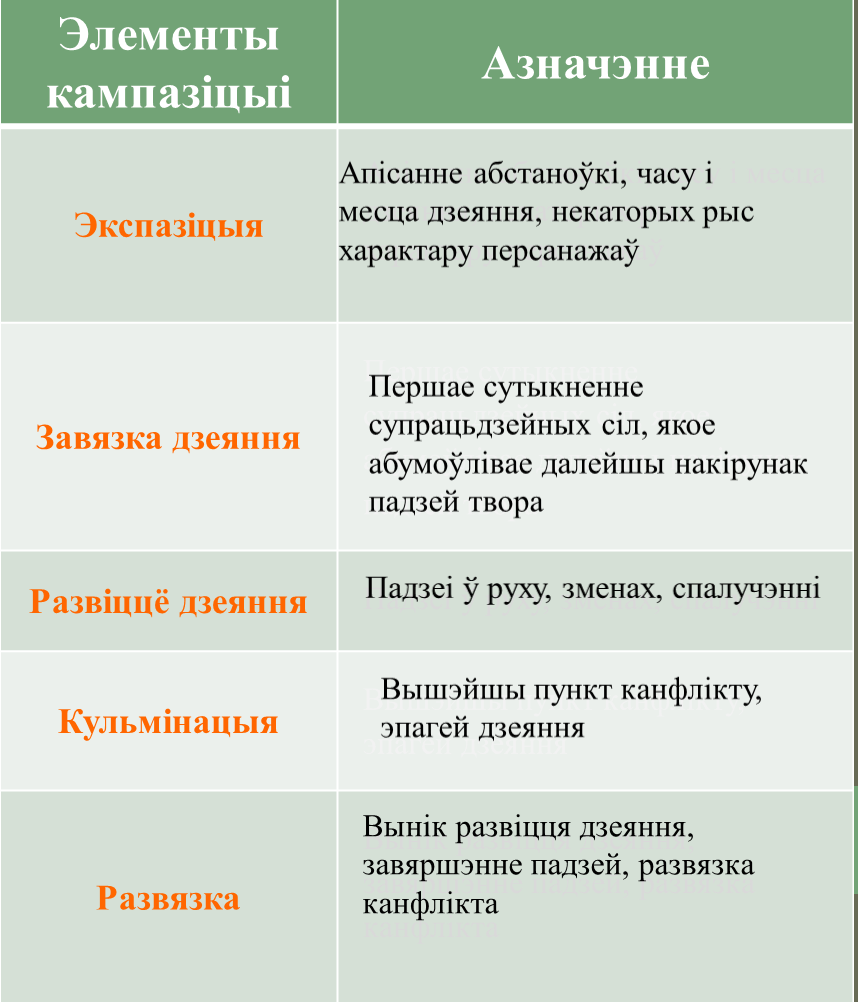 Элементы
кампазіцыі
Азначэнне
Экспазіцыя
Апісанне абстаноўкі, часу і
месца дзеяння, некаторых рыс
характару персанажаў
Завязка дзеяння
Першае сутыкненне
супрацьдзейных сіл, якое
абумоўлівае далейшы накірунак
падзей твора
Развіццё дзеяння
Падзеі ў руху, зменах, спалучэнні
Кульмінацыя
Вышэйшы пункт канфлікту,
эпагей дзеяння
Развязка
Вынік развіцця дзеяння,
завяршэнне падзей, развязка
канфлікта